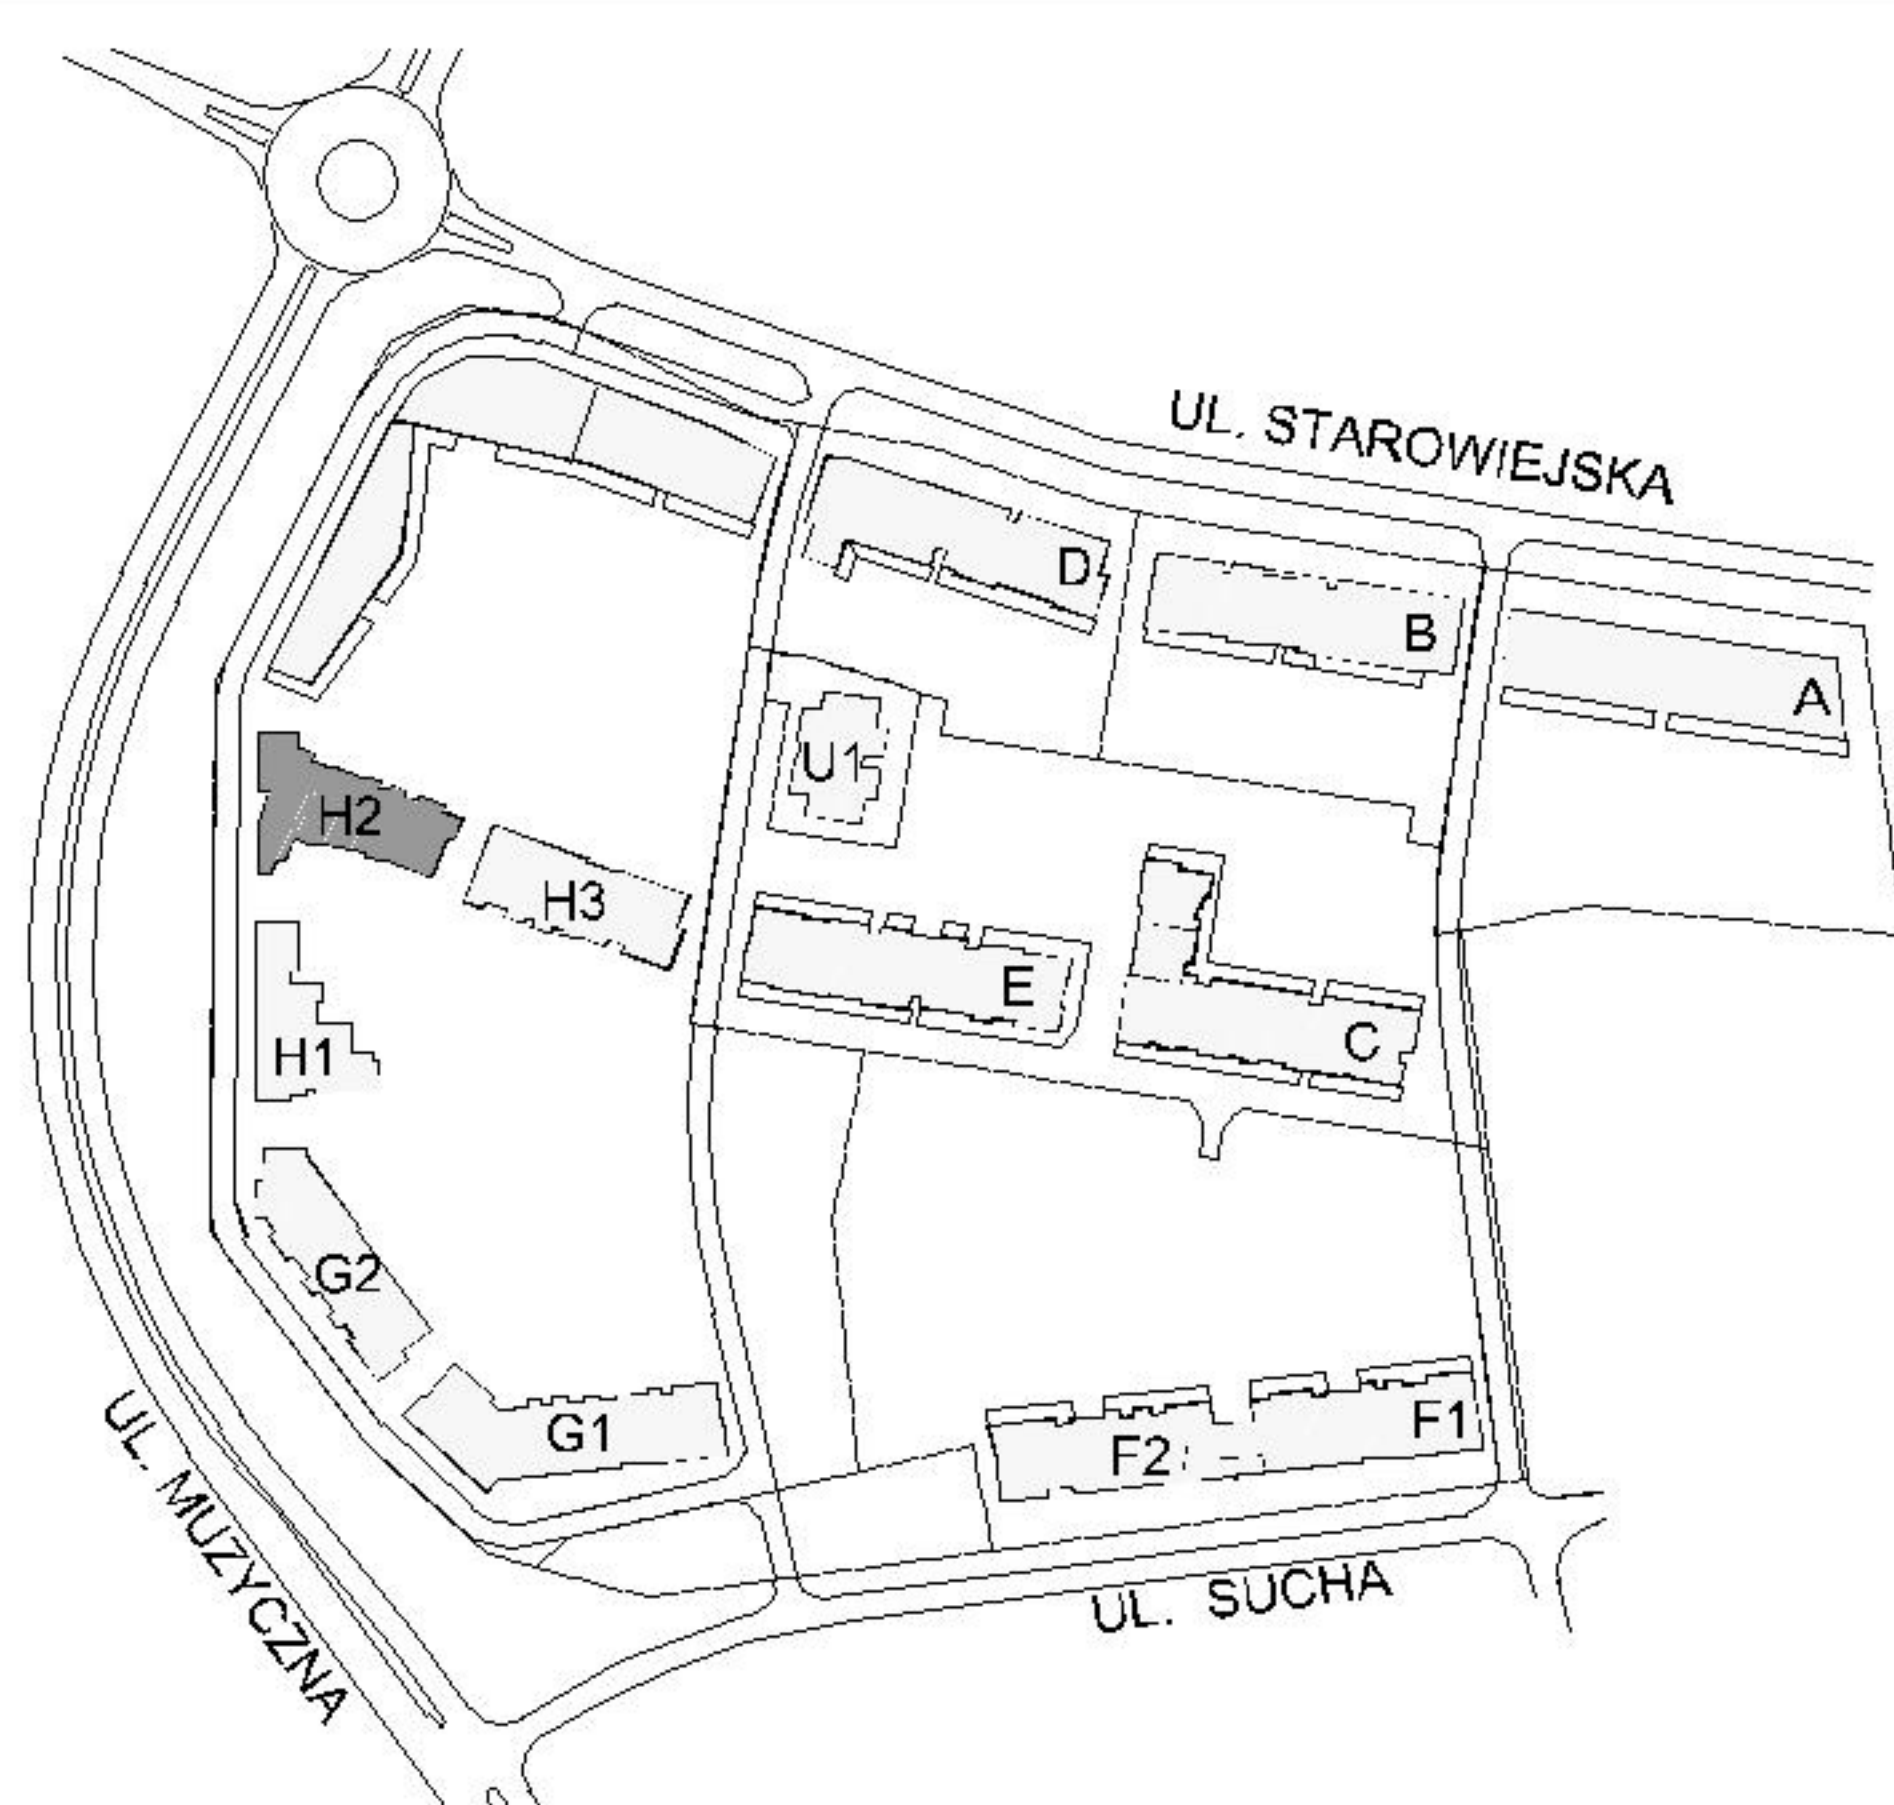 UL. STAROWIEJSKA
D
B
A
U1
H2
H3
E
C
H1
G2
G1
F2
F1
UL. MUZYCZNA
UL. SUCHA